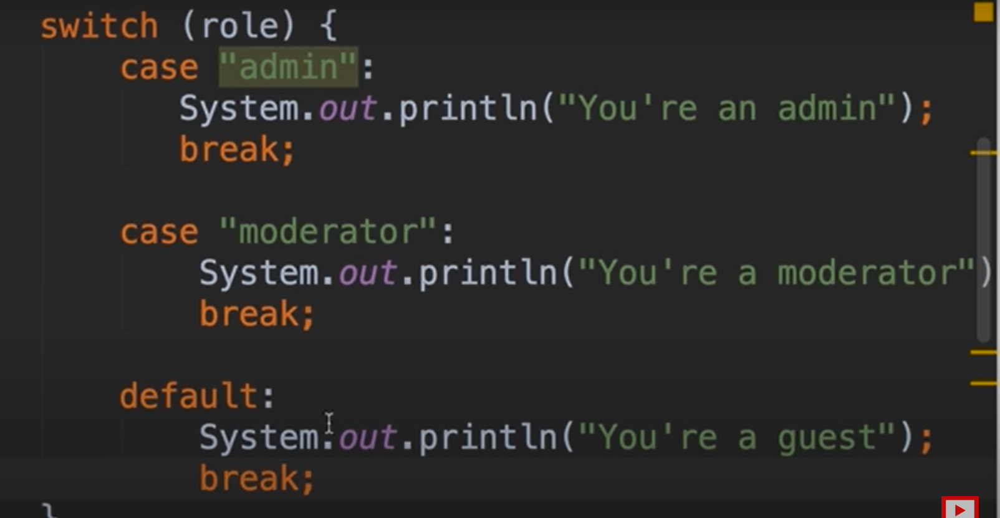 switch (role) {
case "admin":
System.out.println("You're an admin");
break;
case "moderator":
System.out.println("You're a moderator")
break;
default:
System.out.println("You're a guest");
break;
}